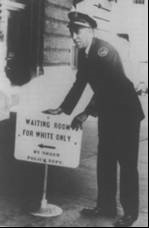 WAITING ROOM
FOR WHITE ONLY
BY ORDER
POLICE DEPT.